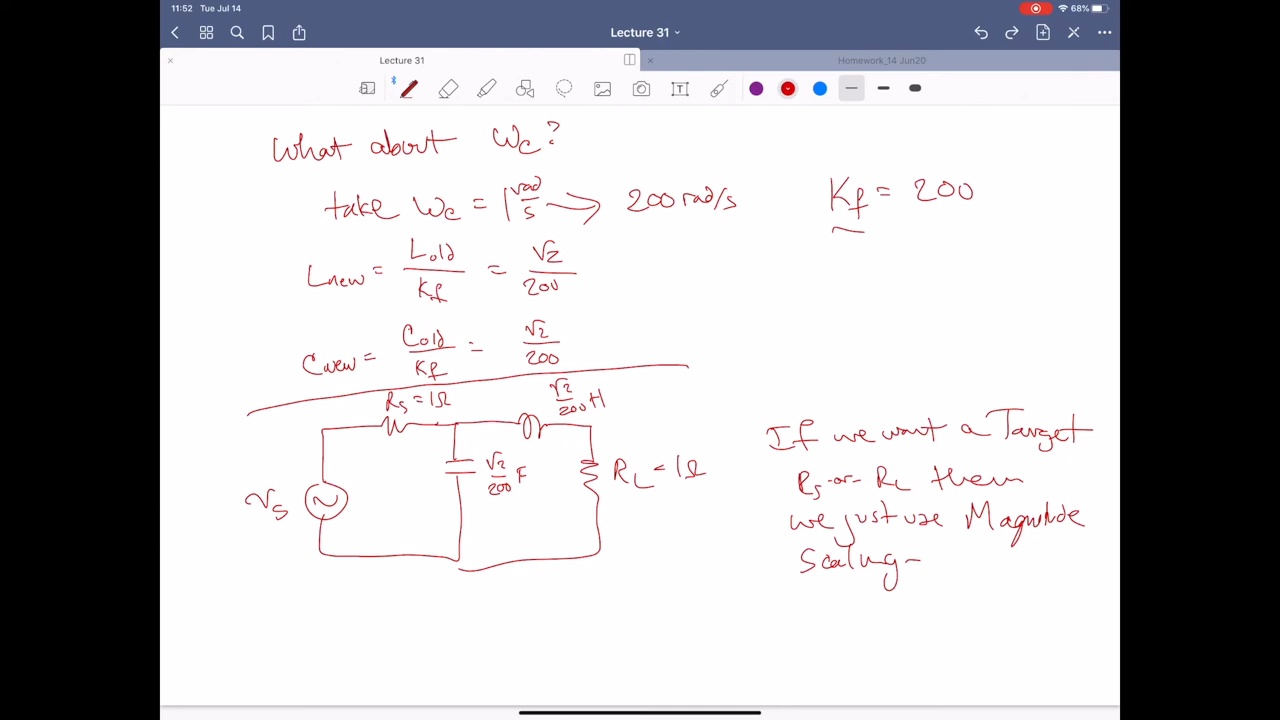 11:52 Tue Jul 14
68%
Lecture 31
Lecture 31
Homework_14 Jun20
T
What about Wc?
take Wc = 1 rad/s → 200 rad/s
Kf = 200
Lnew = Lold/Kf = √2/200
Cnew = Cold/Kf = √2/200
Rs = 1Ω
√2/200 H
√2/200 F
RL = 1Ω
Vs
If we want a Target
Rs -or- RL them
we just use Magnitude
Scaling-